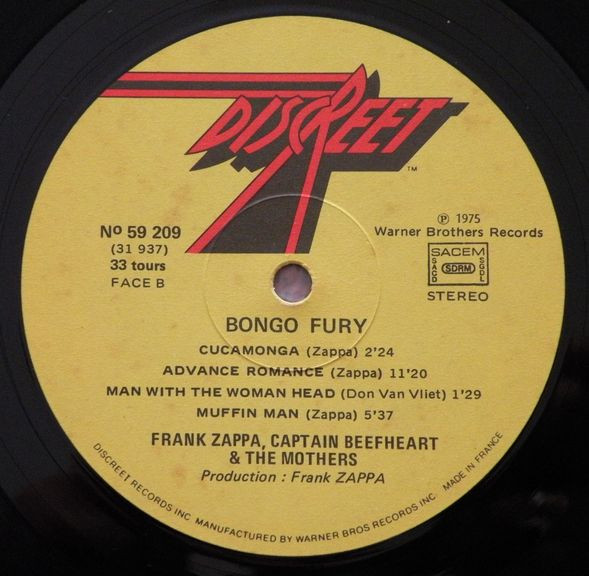 DISCREET
TM
Nº 59 209
(31 937)
33 tours
FACE B
℗ 1975
Warner Brothers Records
SACEM
SACD
SDRM
SGDL
STEREO
BONGO FURY
CUCAMONGA (Zappa) 2'24
ADVANCE ROMANCE (Zappa) 11'20
MAN WITH THE WOMAN HEAD (Don Van Vliet) 1'29
MUFFIN MAN (Zappa) 5'37
FRANK ZAPPA, CAPTAIN BEEFHEART
& THE MOTHERS
Production : Frank ZAPPA
DISCREET RECORDS INC MANUFACTURED BY WARNER BROS RECORDS INC. MADE IN FRANCE